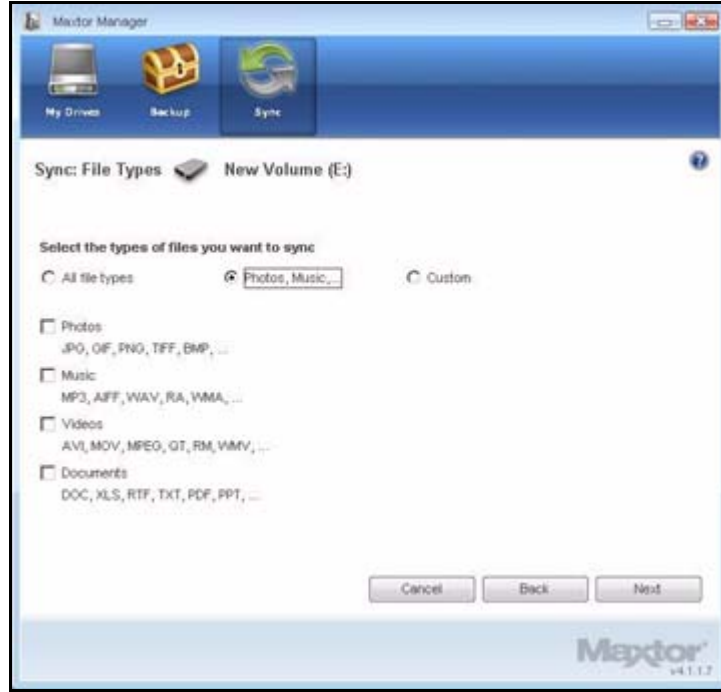 Maxtor Manager
My Drives Backup Sync
Sync: File Types New Volume (E:)
Select the types of files you want to sync
All file types Photos, Music,... Custom
Photos
JPG, GIF, PNG, TIFF, BMP, ...
Music
MP3, AIFF, WAV, RA, WMA, ...
Videos
AVI, MOV, MPEG, QT, RM, WMV, ...
Documents
DOC, XLS, RTF, TXT, PDF, PPT, ...
Cancel Back Next
Maxtor
v4.1.1.7